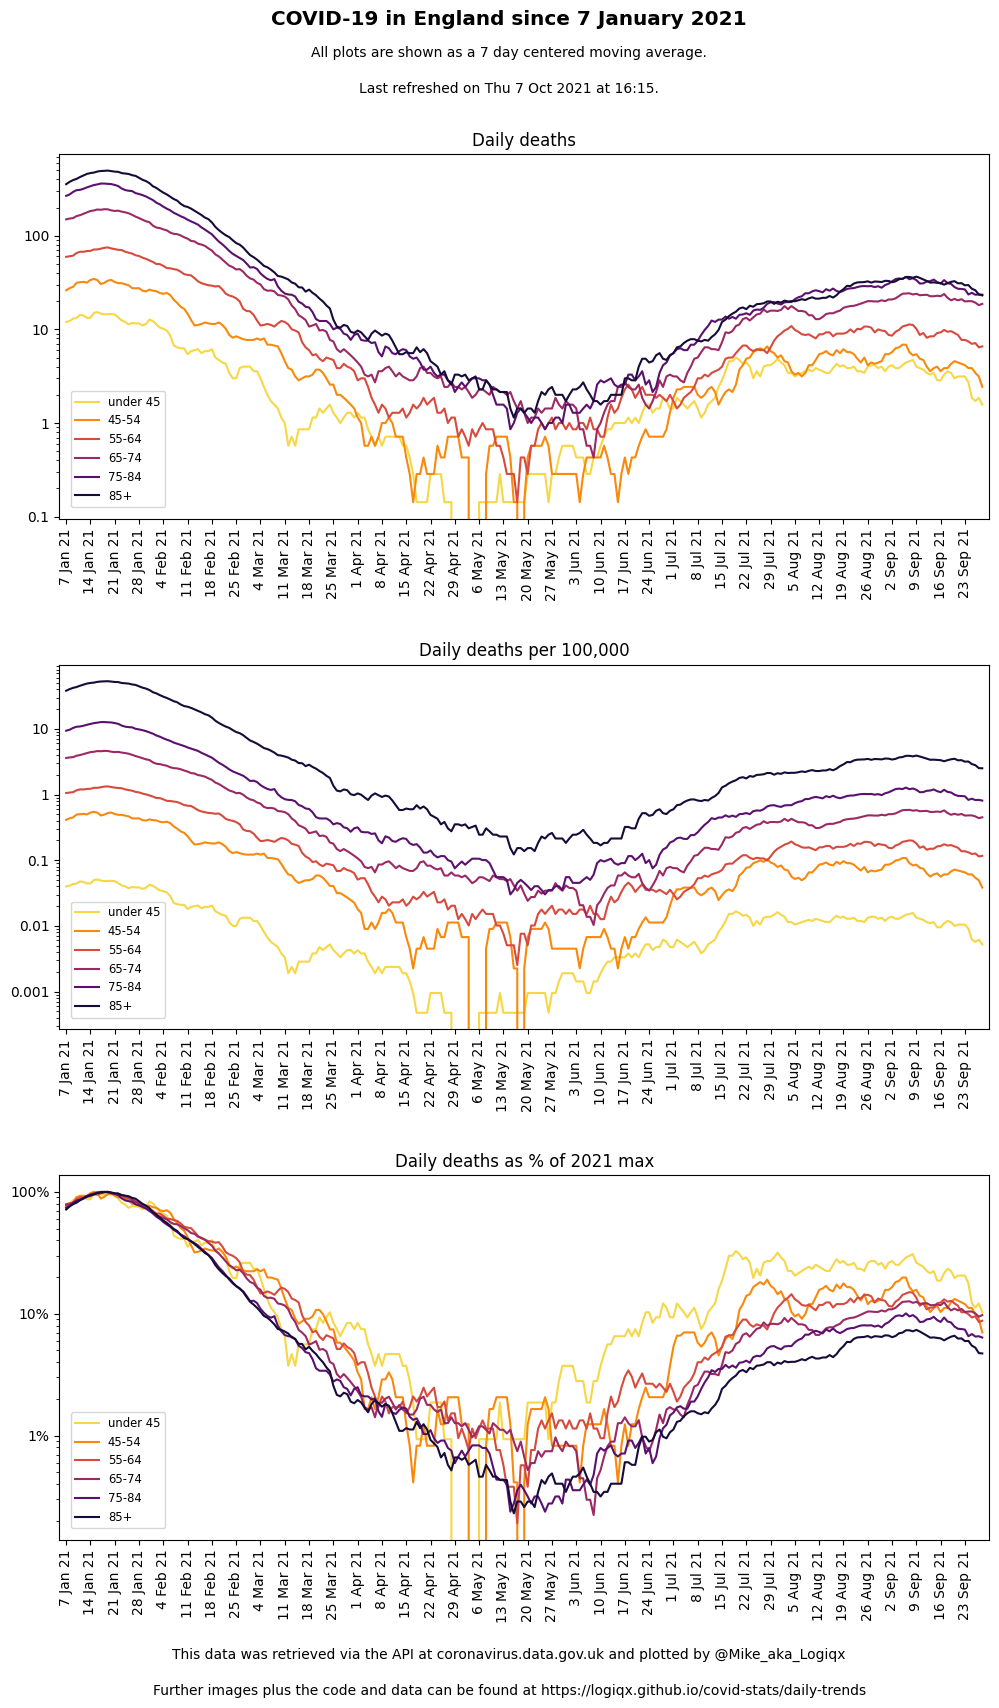 COVID-19 in England since 7 January 2021
All plots are shown as a 7 day centered moving average.
Last refreshed on Thu 7 Oct 2021 at 16:15.
Daily deaths
100
10
1
0.1
under 45
45-54
55-64
65-74
75-84
85+
7 Jan 21
14 Jan 21
21 Jan 21
28 Jan 21
4 Feb 21
11 Feb 21
18 Feb 21
25 Feb 21
4 Mar 21
11 Mar 21
18 Mar 21
25 Mar 21
1 Apr 21
8 Apr 21
15 Apr 21
22 Apr 21
29 Apr 21
6 May 21
13 May 21
20 May 21
27 May 21
3 Jun 21
10 Jun 21
17 Jun 21
24 Jun 21
1 Jul 21
8 Jul 21
15 Jul 21
22 Jul 21
29 Jul 21
5 Aug 21
12 Aug 21
19 Aug 21
26 Aug 21
2 Sep 21
9 Sep 21
16 Sep 21
23 Sep 21
Daily deaths per 100,000
10
1
0.1
0.01
0.001
under 45
45-54
55-64
65-74
75-84
85+
7 Jan 21
14 Jan 21
21 Jan 21
28 Jan 21
4 Feb 21
11 Feb 21
18 Feb 21
25 Feb 21
4 Mar 21
11 Mar 21
18 Mar 21
25 Mar 21
1 Apr 21
8 Apr 21
15 Apr 21
22 Apr 21
29 Apr 21
6 May 21
13 May 21
20 May 21
27 May 21
3 Jun 21
10 Jun 21
17 Jun 21
24 Jun 21
1 Jul 21
8 Jul 21
15 Jul 21
22 Jul 21
29 Jul 21
5 Aug 21
12 Aug 21
19 Aug 21
26 Aug 21
2 Sep 21
9 Sep 21
16 Sep 21
23 Sep 21
Daily deaths as % of 2021 max
100%
10%
1%
under 45
45-54
55-64
65-74
75-84
85+
7 Jan 21
14 Jan 21
21 Jan 21
28 Jan 21
4 Feb 21
11 Feb 21
18 Feb 21
25 Feb 21
4 Mar 21
11 Mar 21
18 Mar 21
25 Mar 21
1 Apr 21
8 Apr 21
15 Apr 21
22 Apr 21
29 Apr 21
6 May 21
13 May 21
20 May 21
27 May 21
3 Jun 21
10 Jun 21
17 Jun 21
24 Jun 21
1 Jul 21
8 Jul 21
15 Jul 21
22 Jul 21
29 Jul 21
5 Aug 21
12 Aug 21
19 Aug 21
26 Aug 21
2 Sep 21
9 Sep 21
16 Sep 21
23 Sep 21
This data was retrieved via the API at coronavirus.data.gov.uk and plotted by @Mike_aka_Logiqx
Further images plus the code and data can be found at https://logiqx.github.io/covid-stats/daily-trends